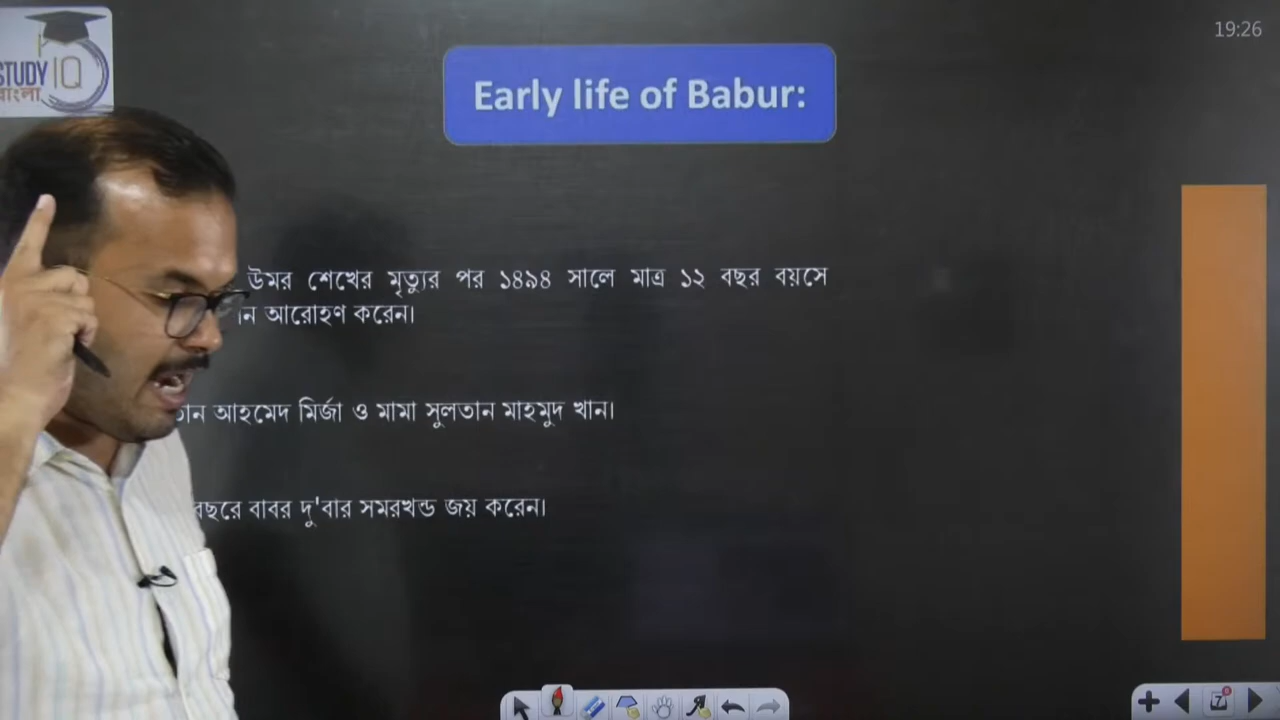 STUDY IQ
বাংলা
19:26
Early life of Babur:
উমর শেখের মৃত্যুর পর ১৪৯৪ সালে মাত্র ১২ বছর বয়সে
আরোহণ করেন।
আহমেদ মির্জা ও মামা সুলতান মাহমুদ খান।
বছরে বাবর দু'বার সমরখন্ড জয় করেন।